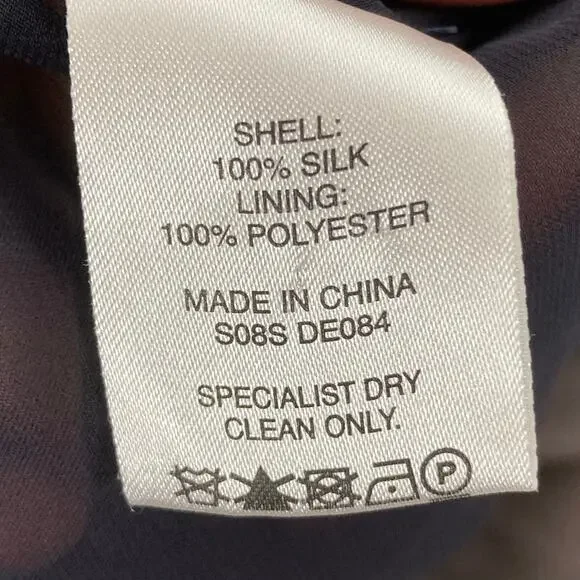 SHELL:
100% SILK
LINING:
100% POLYESTER
MADE IN CHINA
S08S DE084
SPECIALIST DRY
CLEAN ONLY.
P